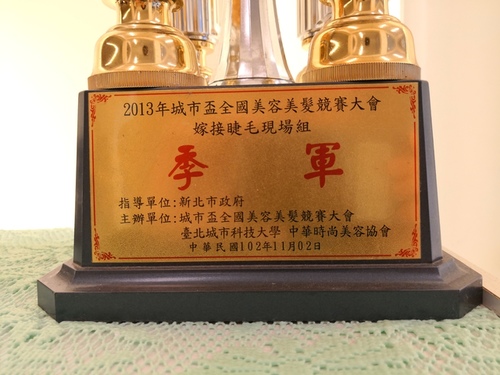 2013年城市盃全國美容美髮競賽大會
嫁接睫毛現場組
季 軍
指導單位:新北市政府
主辦單位:城市盃全國美容美髮競賽大會
臺北城市科技大學 中華時尚美容協會
中華民國102年11月02日